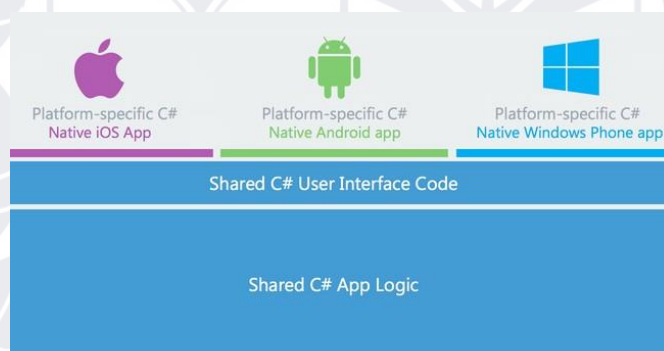 Platform-specific C#
Native iOS App
Platform-specific C#
Native Android app
Platform-specific C#
Native Windows Phone app
Shared C# User Interface Code
Shared C# App Logic